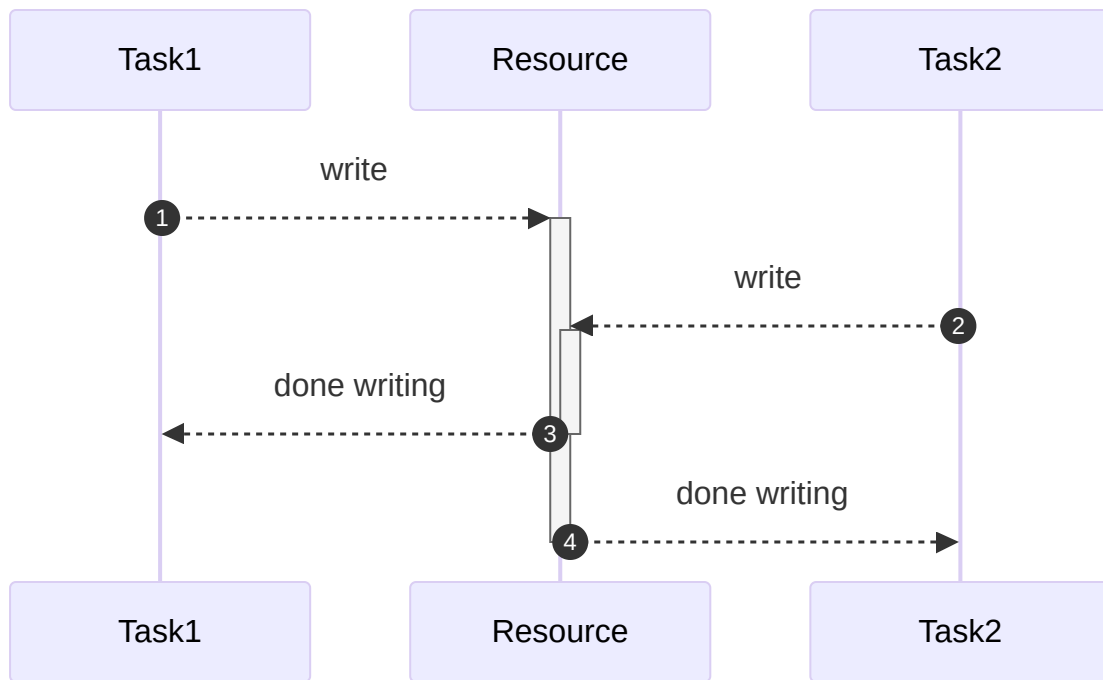 Task1
Resource
Task2
write
1
write
2
done writing
3
done writing
4
Task1
Resource
Task2